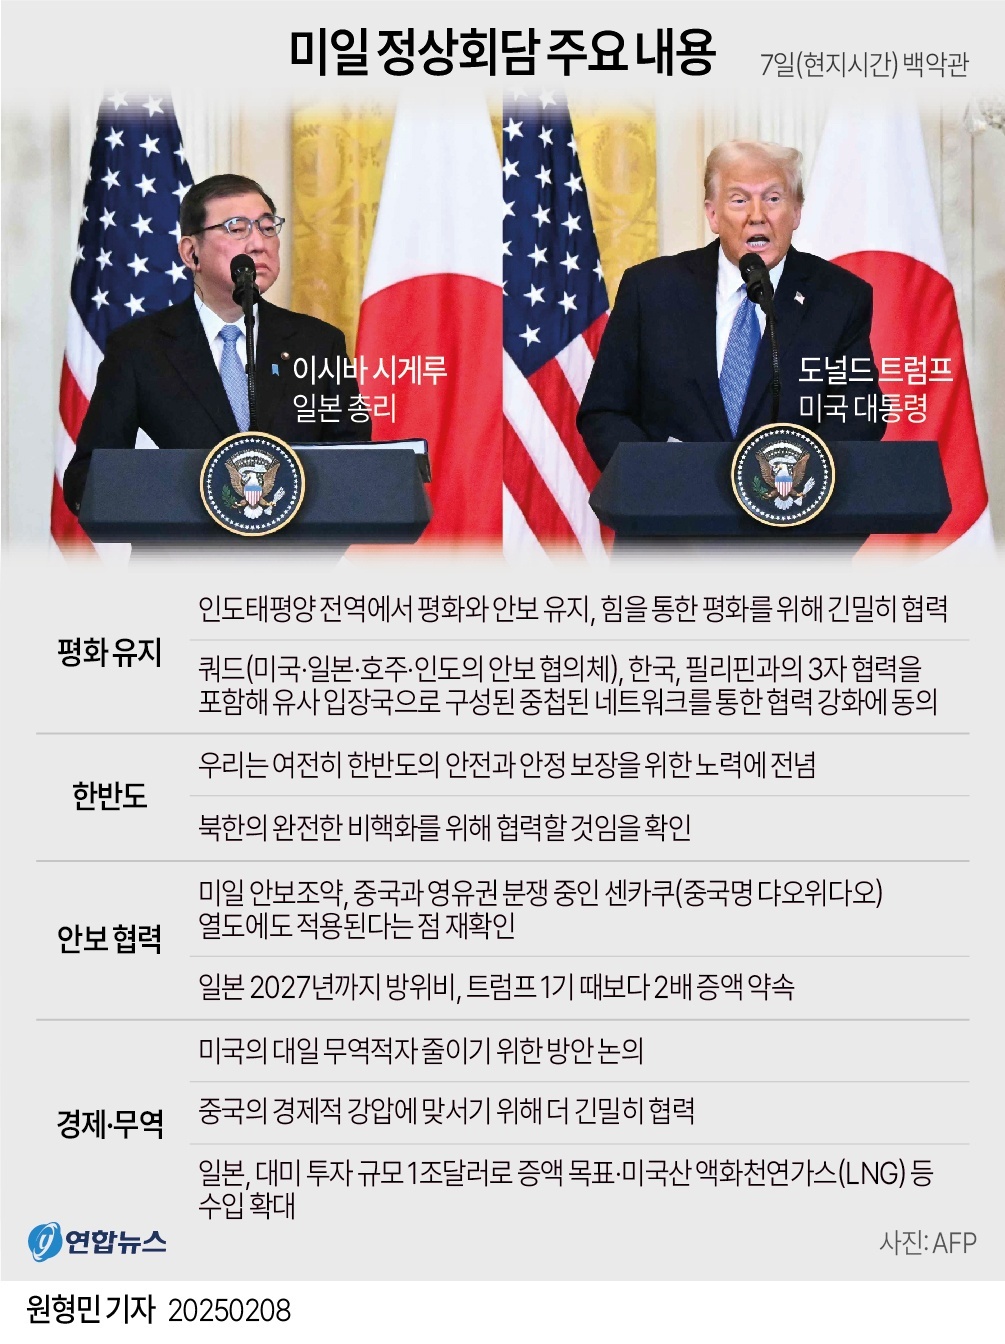 미일 정상회담 주요 내용
7일(현지시간) 백악관
이시바 시게루
일본 총리
도널드 트럼프
미국 대통령
평화 유지
인도태평양 전역에서 평화와 안보 유지, 힘을 통한 평화를 위해 긴밀히 협력
쿼드(미국·일본·호주·인도의 안보 협의체), 한국, 필리핀과의 3자 협력을
포함해 유사 입장국으로 구성된 중첩된 네트워크를 통한 협력 강화에 동의
한반도
우리는 여전히 한반도의 안전과 안정 보장을 위한 노력에 전념
북한의 완전한 비핵화를 위해 협력할 것임을 확인
안보 협력
미일 안보조약, 중국과 영유권 분쟁 중인 센카쿠(중국명 댜오위다오)
열도에도 적용된다는 점 재확인
일본 2027년까지 방위비, 트럼프 1기 때보다 2배 증액 약속
경제·무역
미국의 대일 무역적자 줄이기 위한 방안 논의
중국의 경제적 강압에 맞서기 위해 더 긴밀히 협력
일본, 대미 투자 규모 1조달러로 증액 목표·미국산 액화천연가스(LNG) 등
수입 확대
연합뉴스
사진: AFP
원형민 기자 20250208